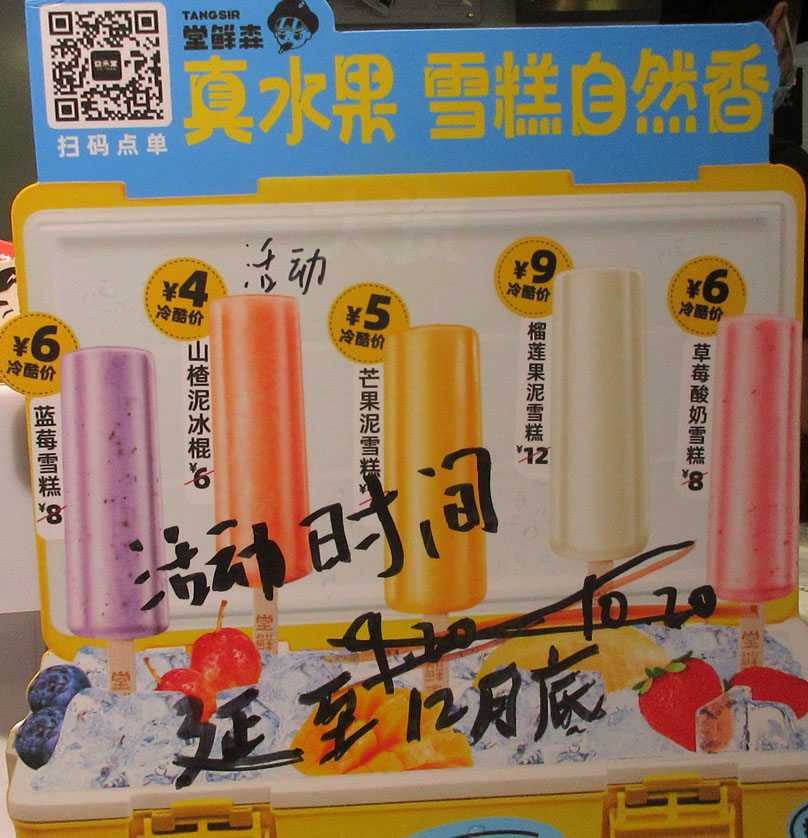 TANGSIR
堂鲜森
真水果 雪糕自然香
扫码点单
活动
¥6
冷酷价
蓝莓雪糕
¥8
¥4
冷酷价
山楂泥冰棍
¥6
¥5
冷酷价
芒果泥雪糕
¥9
冷酷价
榴莲果泥雪糕
¥12
¥6
冷酷价
草莓酸奶雪糕
¥8
活动时间
9.20 10.20
延至12月底